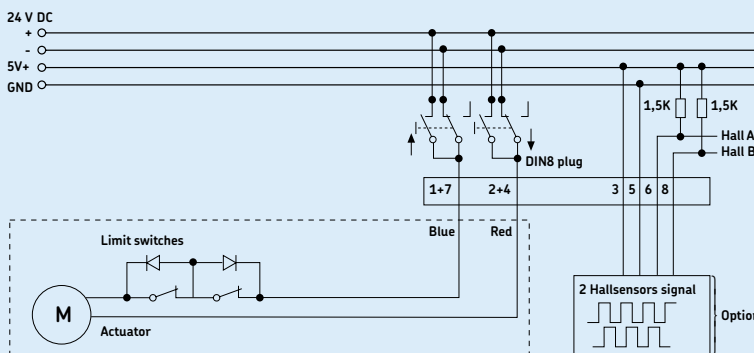 24 V DC
+
-
5V+
GND
1,5K
1,5K
Hall A
Hall B
DIN8 plug
1+7
2+4
3
5
6
8
Blue
Red
Limit switches
2 Hallsensors signal
M
Actuator
Option